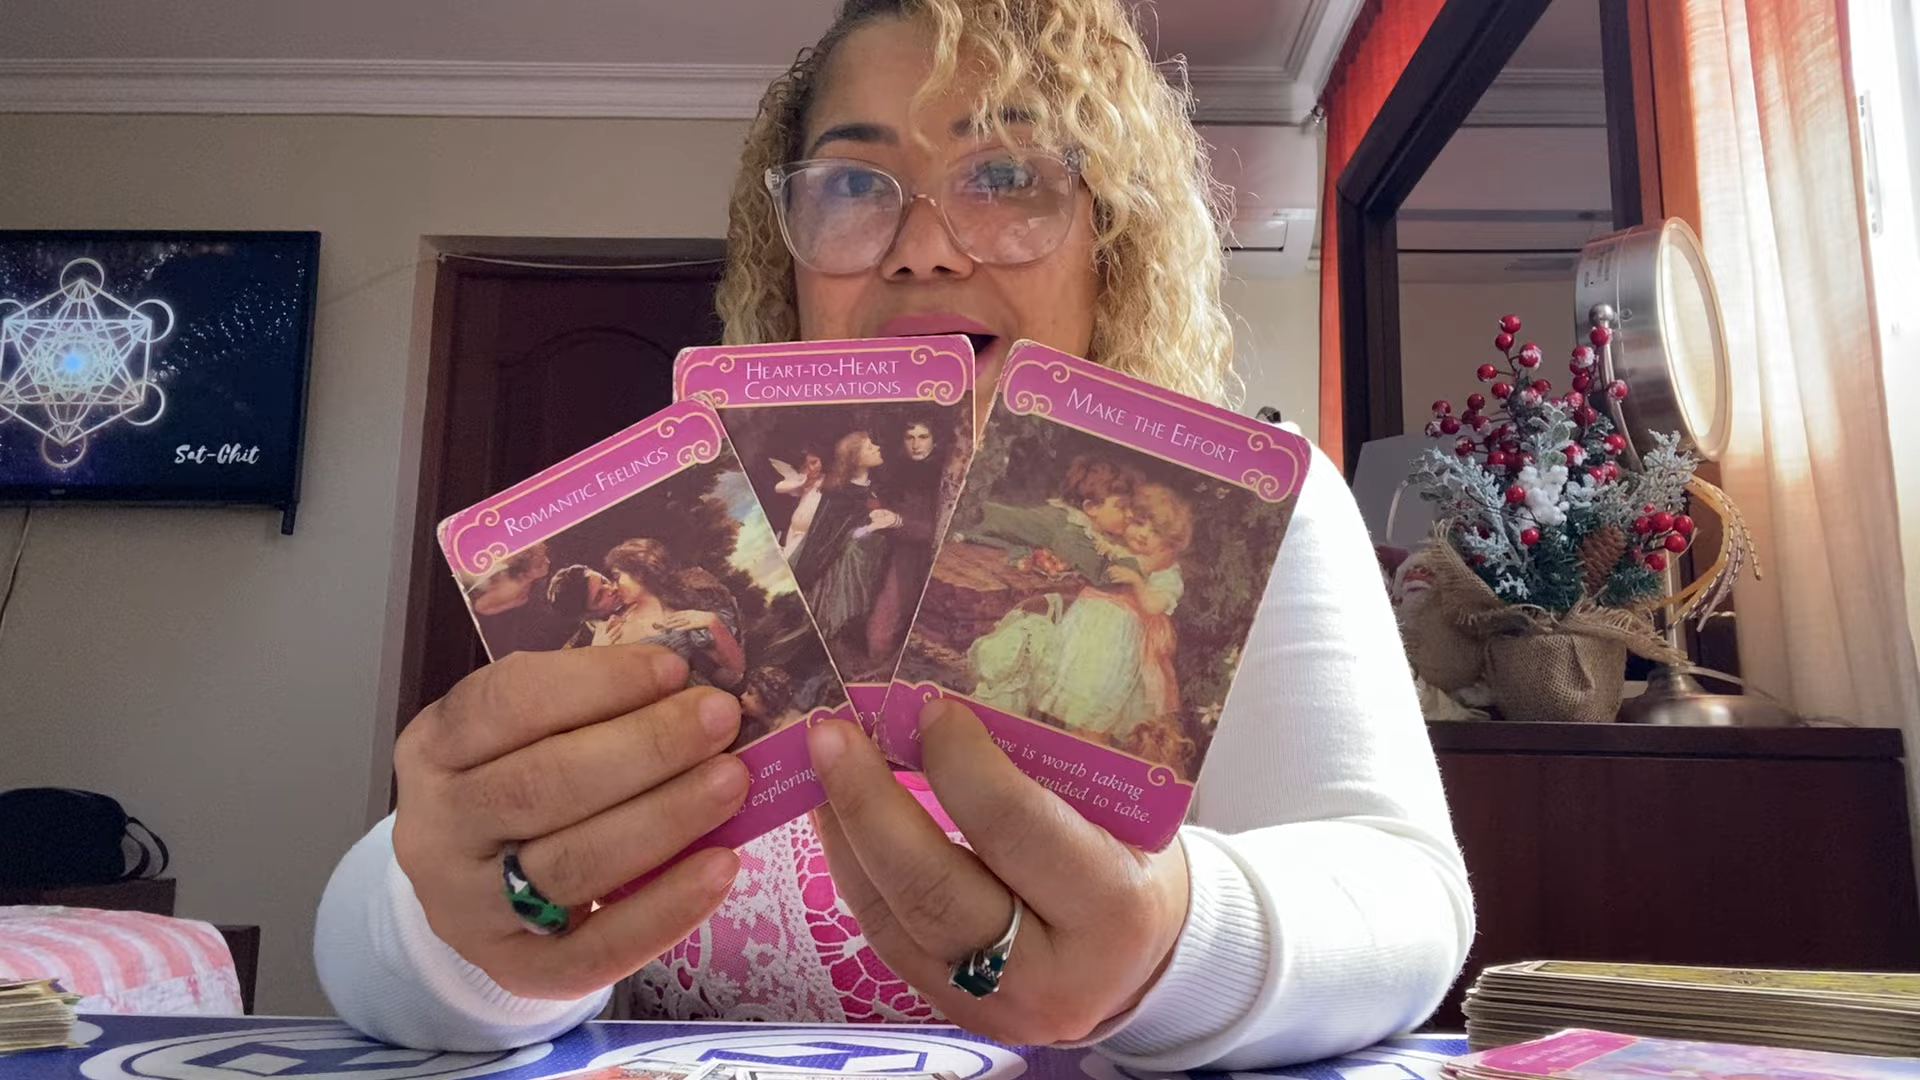 Sat-Chit
ROMANTIC FEELINGS
are
exploring
HEART-TO-HEART
CONVERSATIONS
MAKE THE EFFORT
love is worth taking
guided to take.